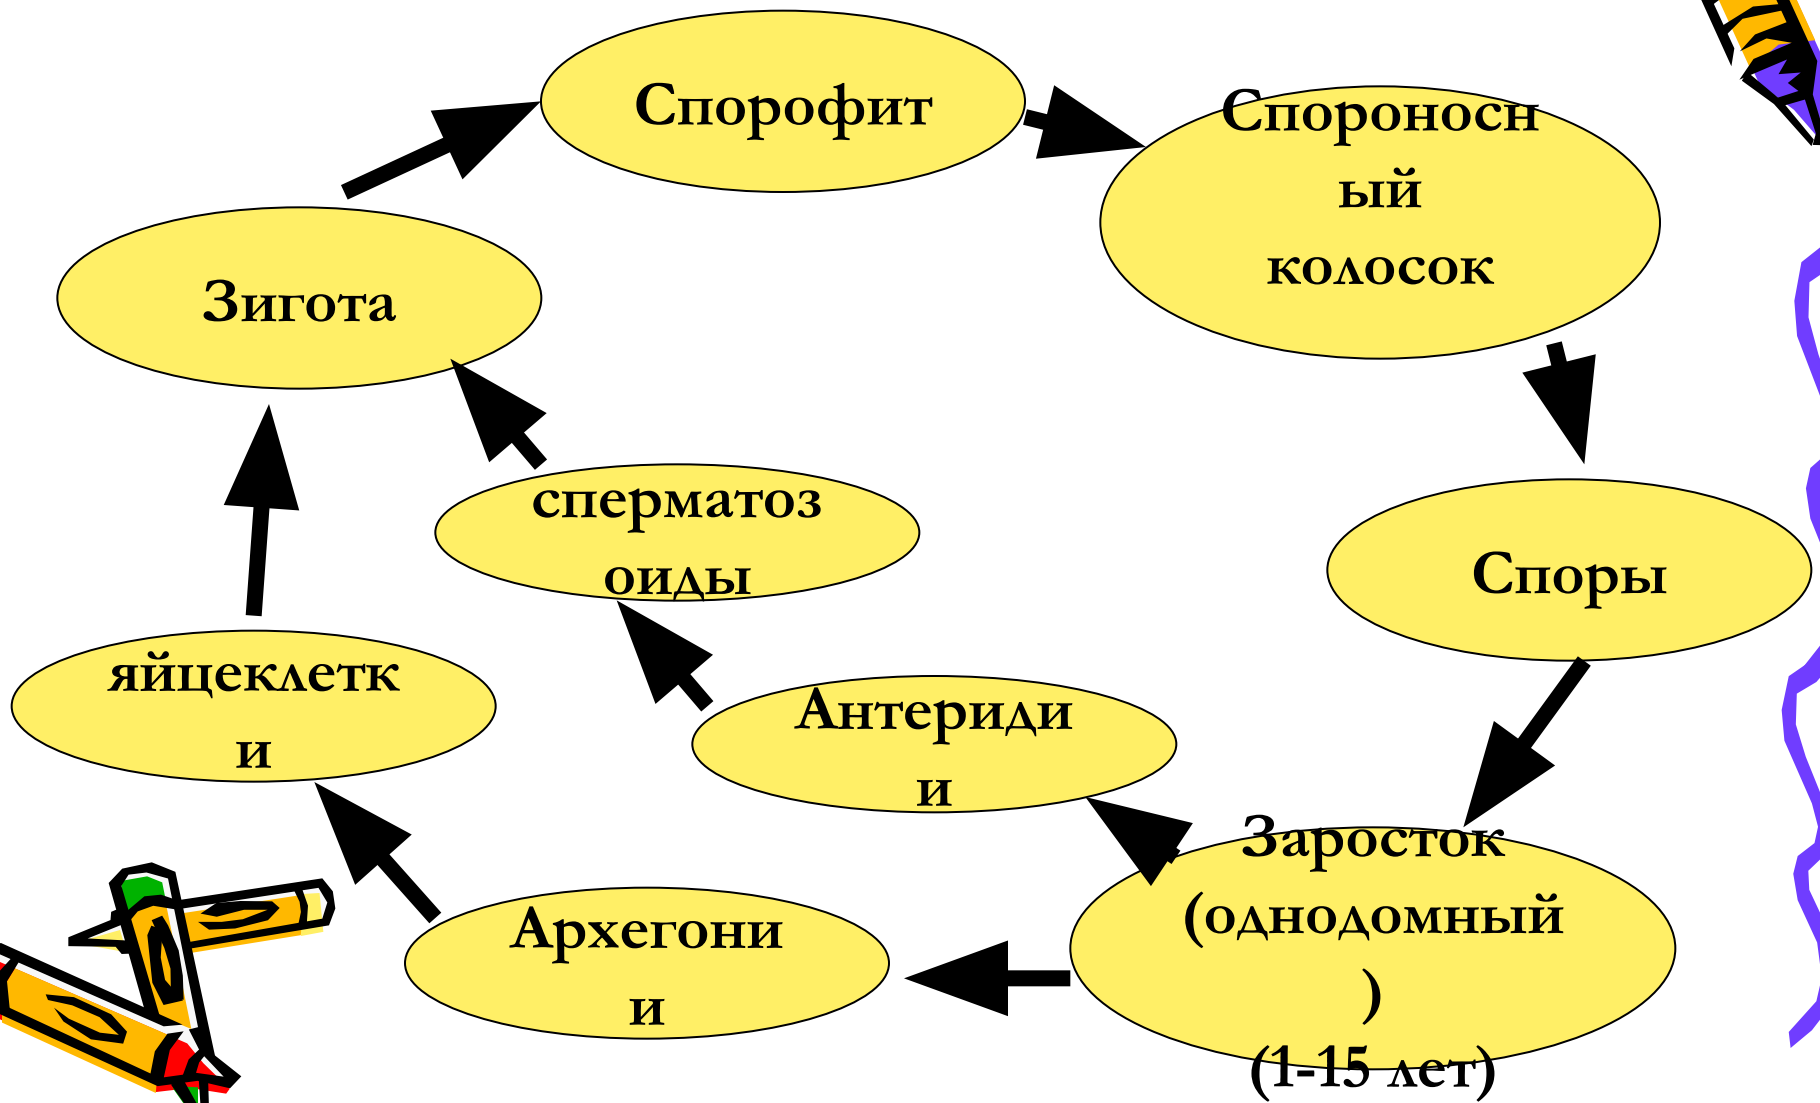 Спорофит
Спороносн
ый
колосок
Зигота
сперматоз
оиды
Споры
яйцеклетк
и
Антериди
и
Заросток
(однодомный
)
(1-15 лет)
Архегони
и